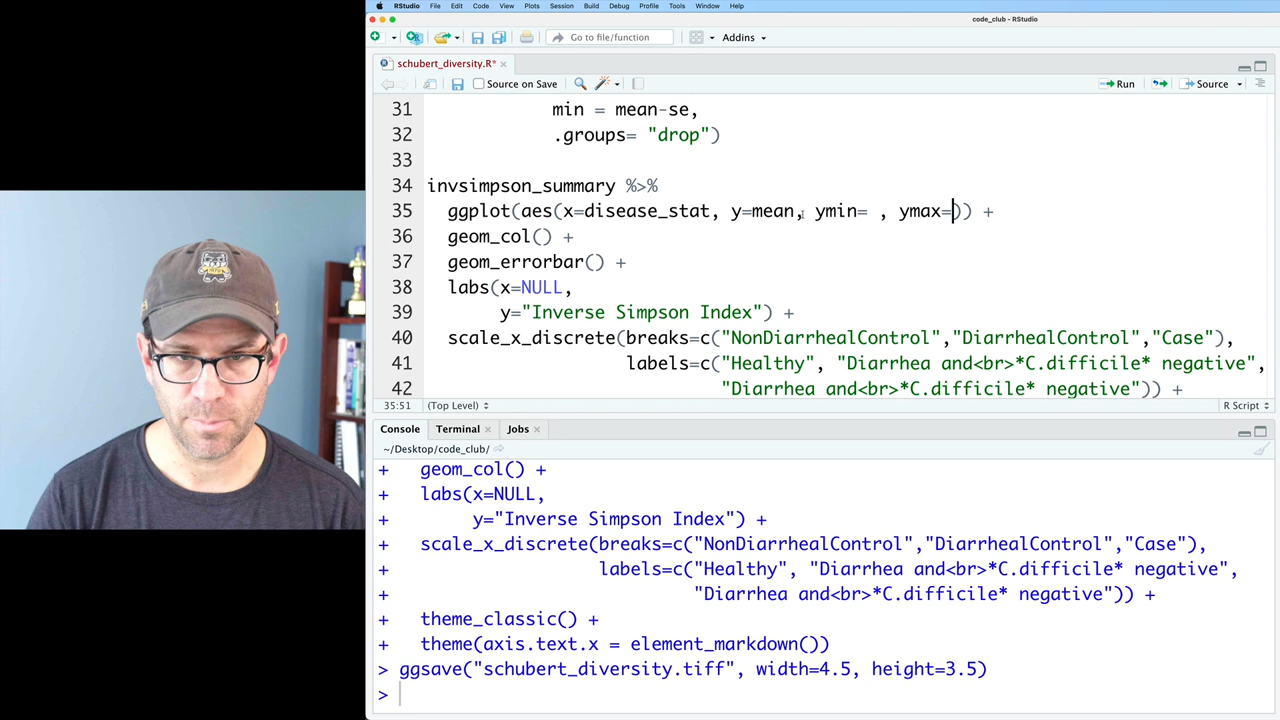 RStudio File Edit Code View Plots Session Build Debug Profile Tools Window Help
code_club - RStudio
Go to file/function Addins
schubert_diversity.R*
Source on Save Run Source
31 min = mean-se,
32 .groups= "drop")
33
34 invsimpson_summary %>%
35 ggplot(aes(x=disease_stat, y=mean, ymin= , ymax=)) +
36 geom_col() +
37 geom_errorbar() +
38 labs(x=NULL,
39 y="Inverse Simpson Index") +
40 scale_x_discrete(breaks=c("NonDiarrhealControl","DiarrhealControl","Case"),
41 labels=c("Healthy", "Diarrhea and<br>*C.difficile* negative",
42 "Diarrhea and<br>*C.difficile* negative")) +
35:51 (Top Level) R Script
Console Terminal Jobs
~/Desktop/code_club/
+ geom_col() +
+ labs(x=NULL,
+ y="Inverse Simpson Index") +
+ scale_x_discrete(breaks=c("NonDiarrhealControl","DiarrhealControl","Case"),
+ labels=c("Healthy", "Diarrhea and<br>*C.difficile* negative",
+ "Diarrhea and<br>*C.difficile* negative")) +
+ theme_classic() +
+ theme(axis.text.x = element_markdown())
> ggsave("schubert_diversity.tiff", width=4.5, height=3.5)
>